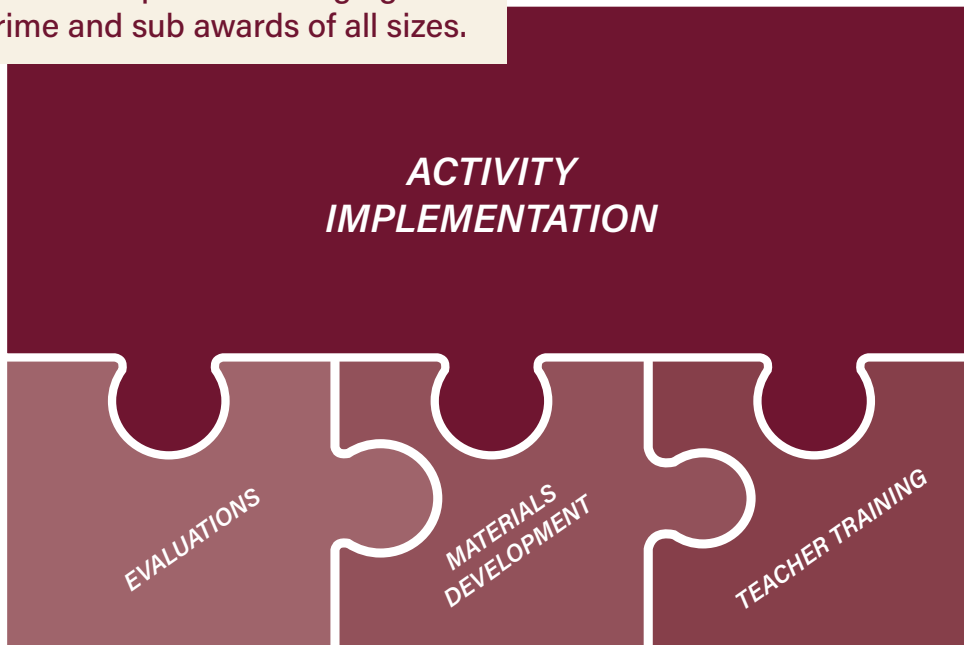 rime and sub awards of all sizes.
ACTIVITY
IMPLEMENTATION
EVALUATIONS
MATERIALS
DEVELOPMENT
TEACHER TRAINING